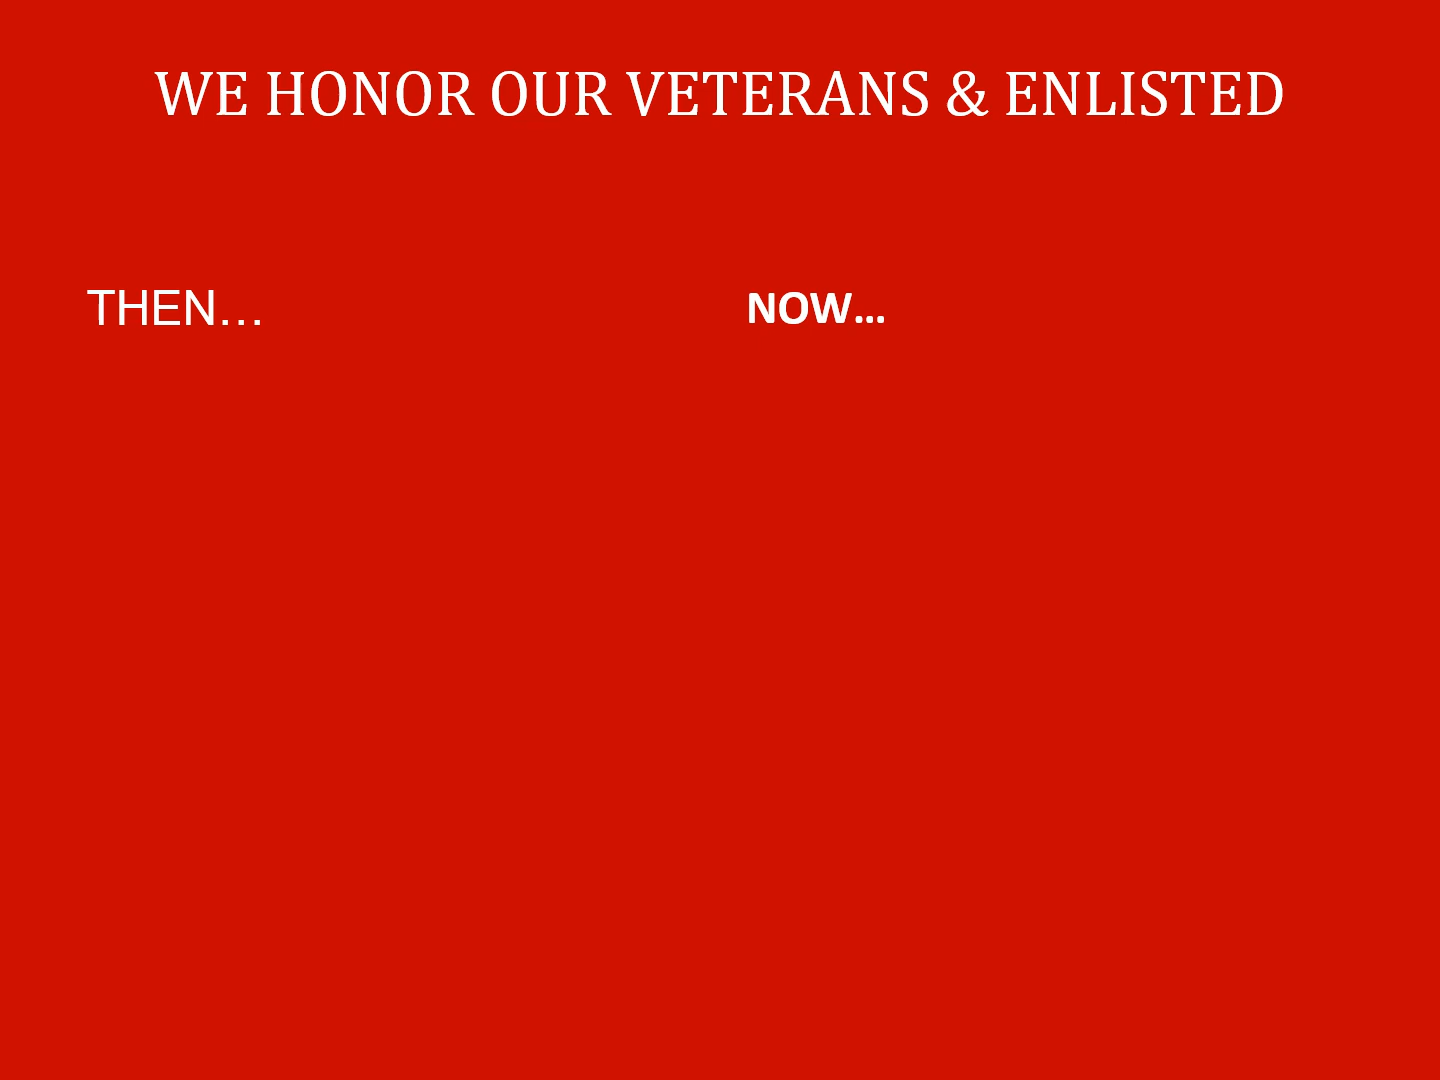 WE HONOR OUR VETERANS & ENLISTED
THEN…
NOW…